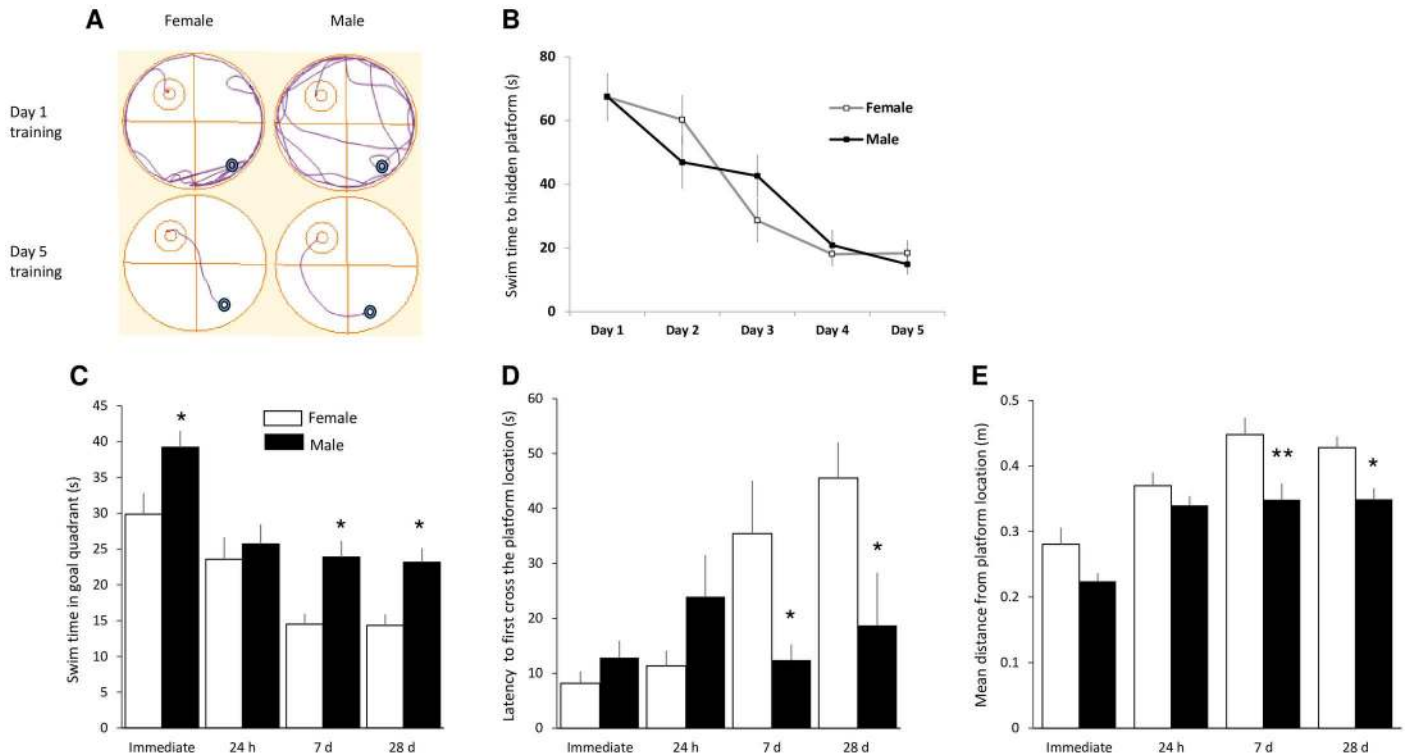 A
Female
Male
Day 1
training
Day 5
training
B
Swim time to hidden platform (s)
80
60
40
20
0
Female
Male
Day 1
Day 2
Day 3
Day 4
Day 5
C
Swim time in goal quadrant (s)
45
40
35
30
25
20
15
10
5
0
Female
Male
*
*
*
Immediate
24 h
7 d
28 d
D
Latency to first cross the platform location (s)
60
50
40
30
20
10
0
*
*
Immediate
24 h
7 d
28 d
E
Mean distance from platform location (m)
0.5
0.4
0.3
0.2
0.1
0
**
*
Immediate
24 h
7 d
28 d